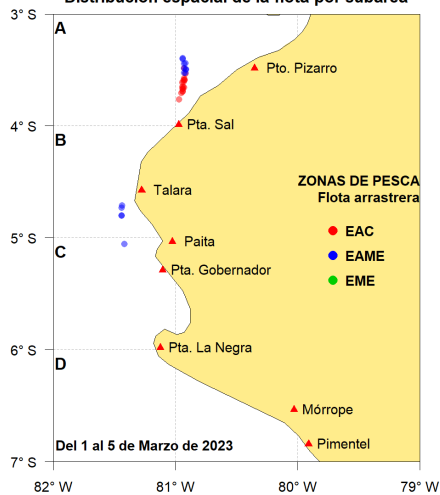 Distribución espacial de la flota por subárea
3° S
A
Pto. Pizarro
4° S
Pta. Sal
B
ZONAS DE PESCA
Talara
Flota arrastrera
EAC
5° S
Paita
C
EAME
Pta. Gobernador
EME
6° S
Pta. La Negra
D
Mórrope
Del 1 al 5 de Marzo de 2023
Pimentel
7° S
82° W
81° W
80° W
79° W